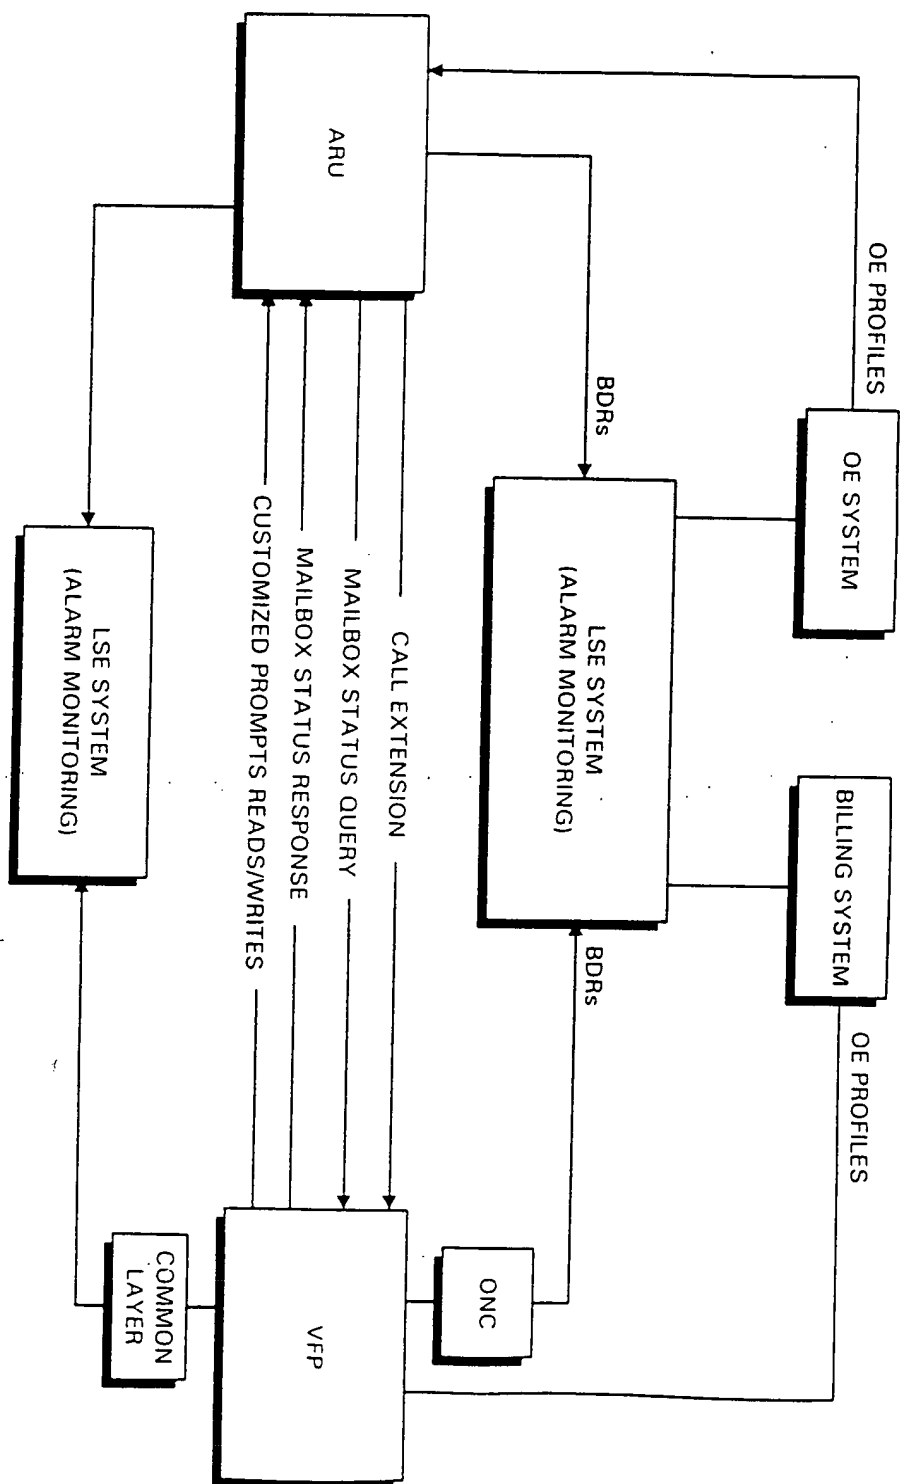 OE PROFILES
OE SYSTEM
BILLING SYSTEM
OE PROFILES
BDRs
LSE SYSTEM
(ALARM MONITORING)
BDRs
ARU
CALL EXTENSION
MAILBOX STATUS QUERY
MAILBOX STATUS RESPONSE
CUSTOMIZED PROMPTS READS/WRITES
ONC
VFP
LSE SYSTEM
(ALARM MONITORING)
COMMON
LAYER